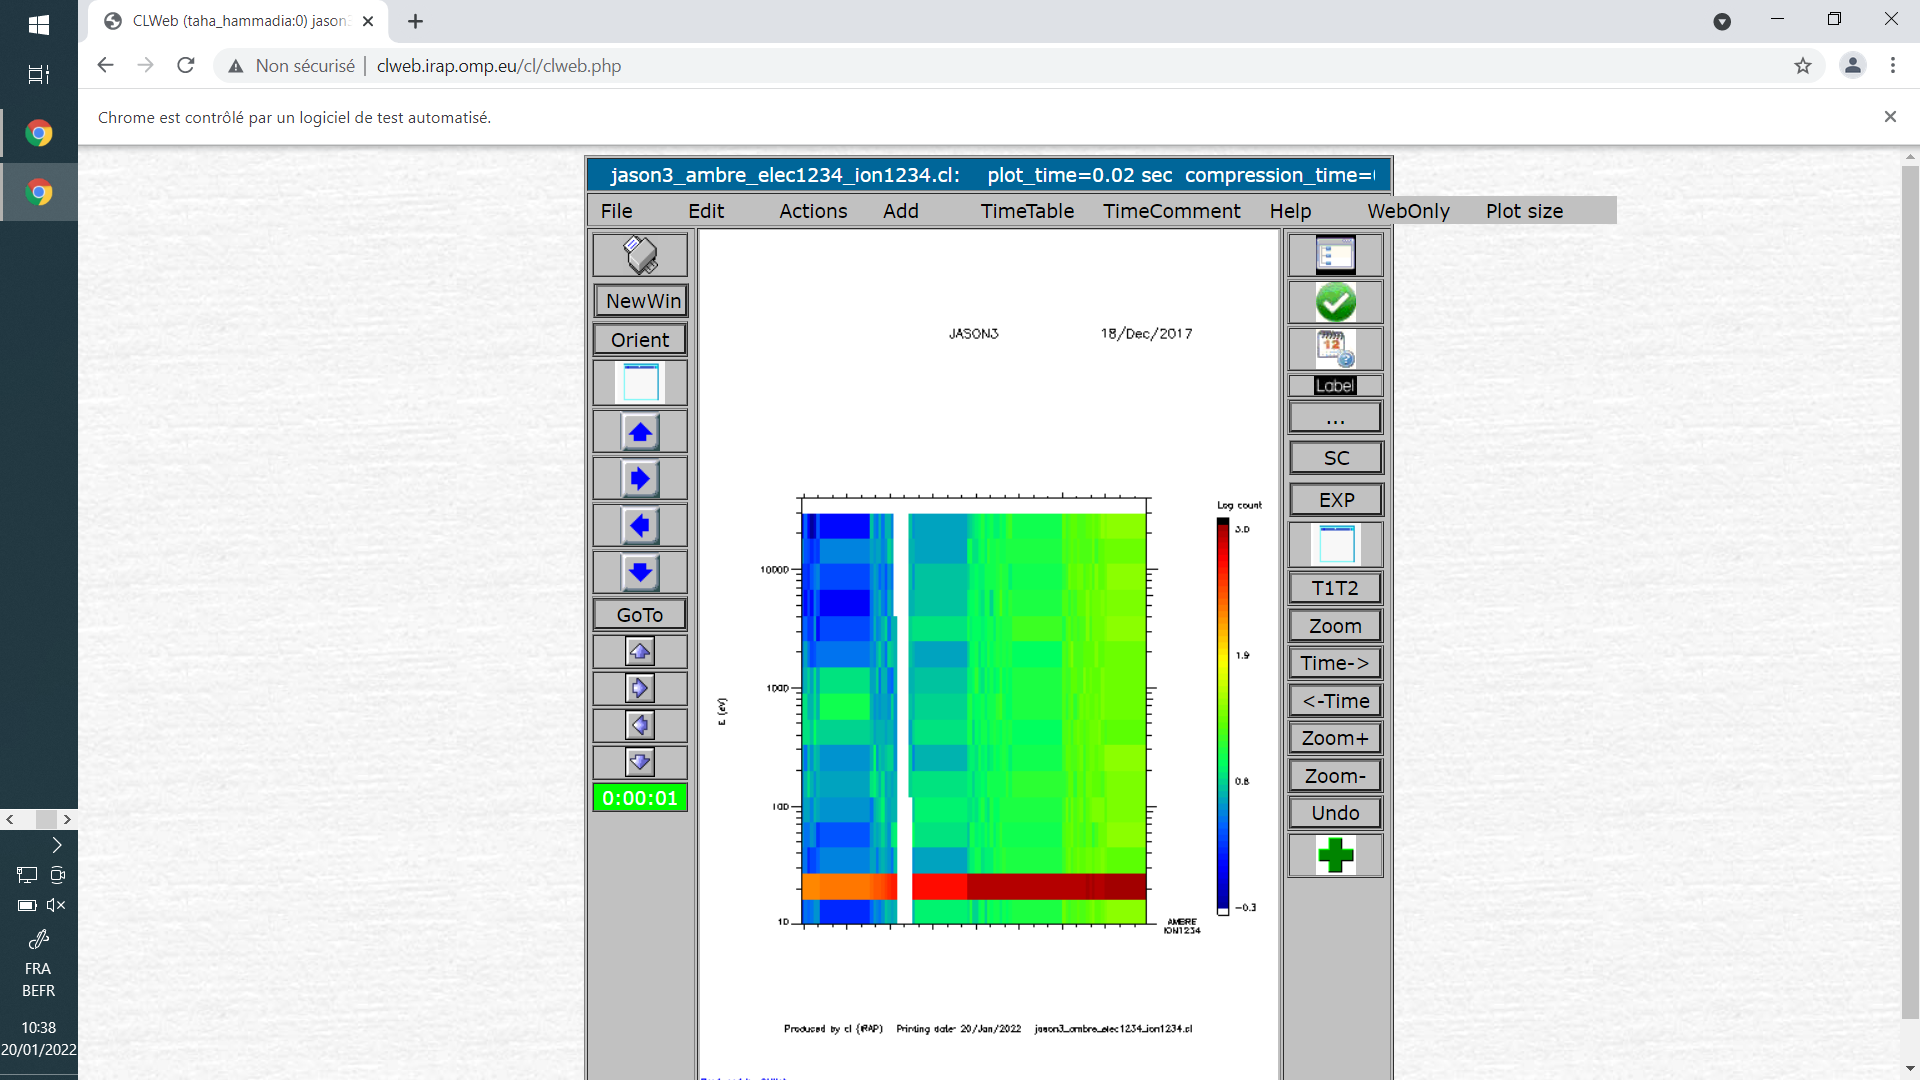 CLWeb (taha_hammadia:0) jason3
Non sécurisé | clweb.irap.omp.eu/cl/clweb.php
Chrome est contrôlé par un logiciel de test automatisé.
jason3_ambre_elec1234_ion1234.cl: plot_time=0.02 sec compression_time=
File Edit Actions Add TimeTable TimeComment Help WebOnly Plot size
NewWin
Orient
GoTo
0:00:01
JASON3 18/Dec/2017
Log count
3.0
1.9
0.8
-0.3
10000
1000
100
10
E (eV)
AMBRE
ION1234
Produced by cl (IRAP) Printing date: 20/Jan/2022 jason3_ambre_elec1234_ion1234.cl
12
Label
...
SC
EXP
T1T2
Zoom
Time->
<-Time
Zoom+
Zoom-
Undo
FRA
BEFR
10:38
20/01/2022